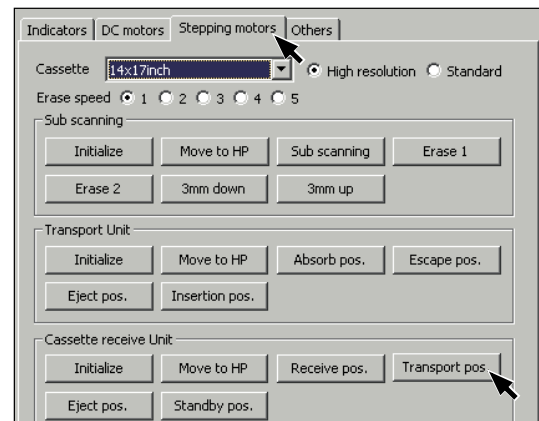 Indicators DC motors Stepping motors Others
Cassette 14x17inch High resolution Standard
Erase speed 1 2 3 4 5
Sub scanning
Initialize Move to HP Sub scanning Erase 1
Erase 2 3mm down 3mm up
Transport Unit
Initialize Move to HP Absorb pos. Escape pos.
Eject pos. Insertion pos.
Cassette receive Unit
Initialize Move to HP Receive pos. Transport pos
Eject pos. Standby pos.